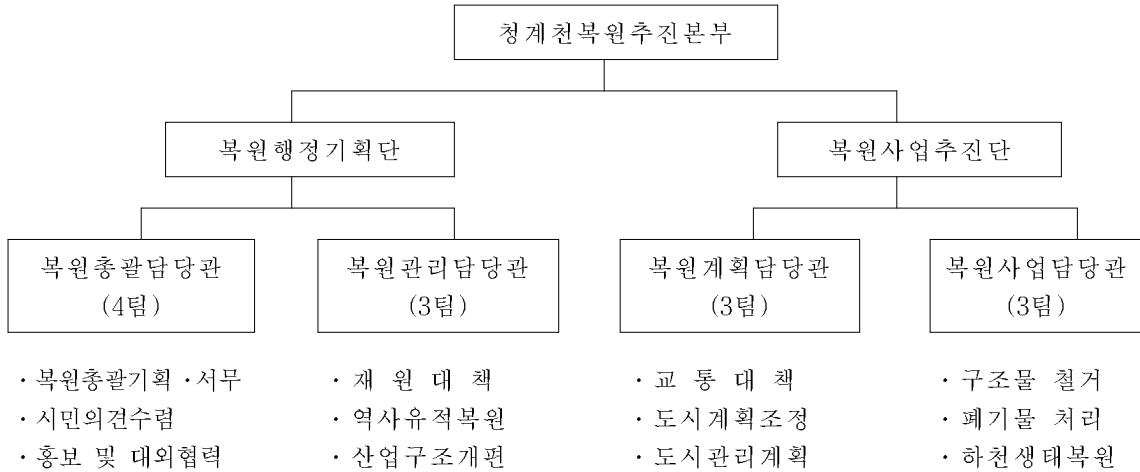 청계천복원추진본부
복원행정기획단
복원사업추진단
복원총괄담당관
(4팀)
복원관리담당관
(3팀)
복원계획담당관
(3팀)
복원사업담당관
(3팀)
· 복원총괄기획 · 서무
· 시민의견수렴
· 홍보 및 대외협력
· 재 원 대 책
· 역사유적복원
· 산업구조개편
· 교 통 대 책
· 도시계획조정
· 도시관리계획
· 구조물 철거
· 폐기물 처리
· 하천생태복원